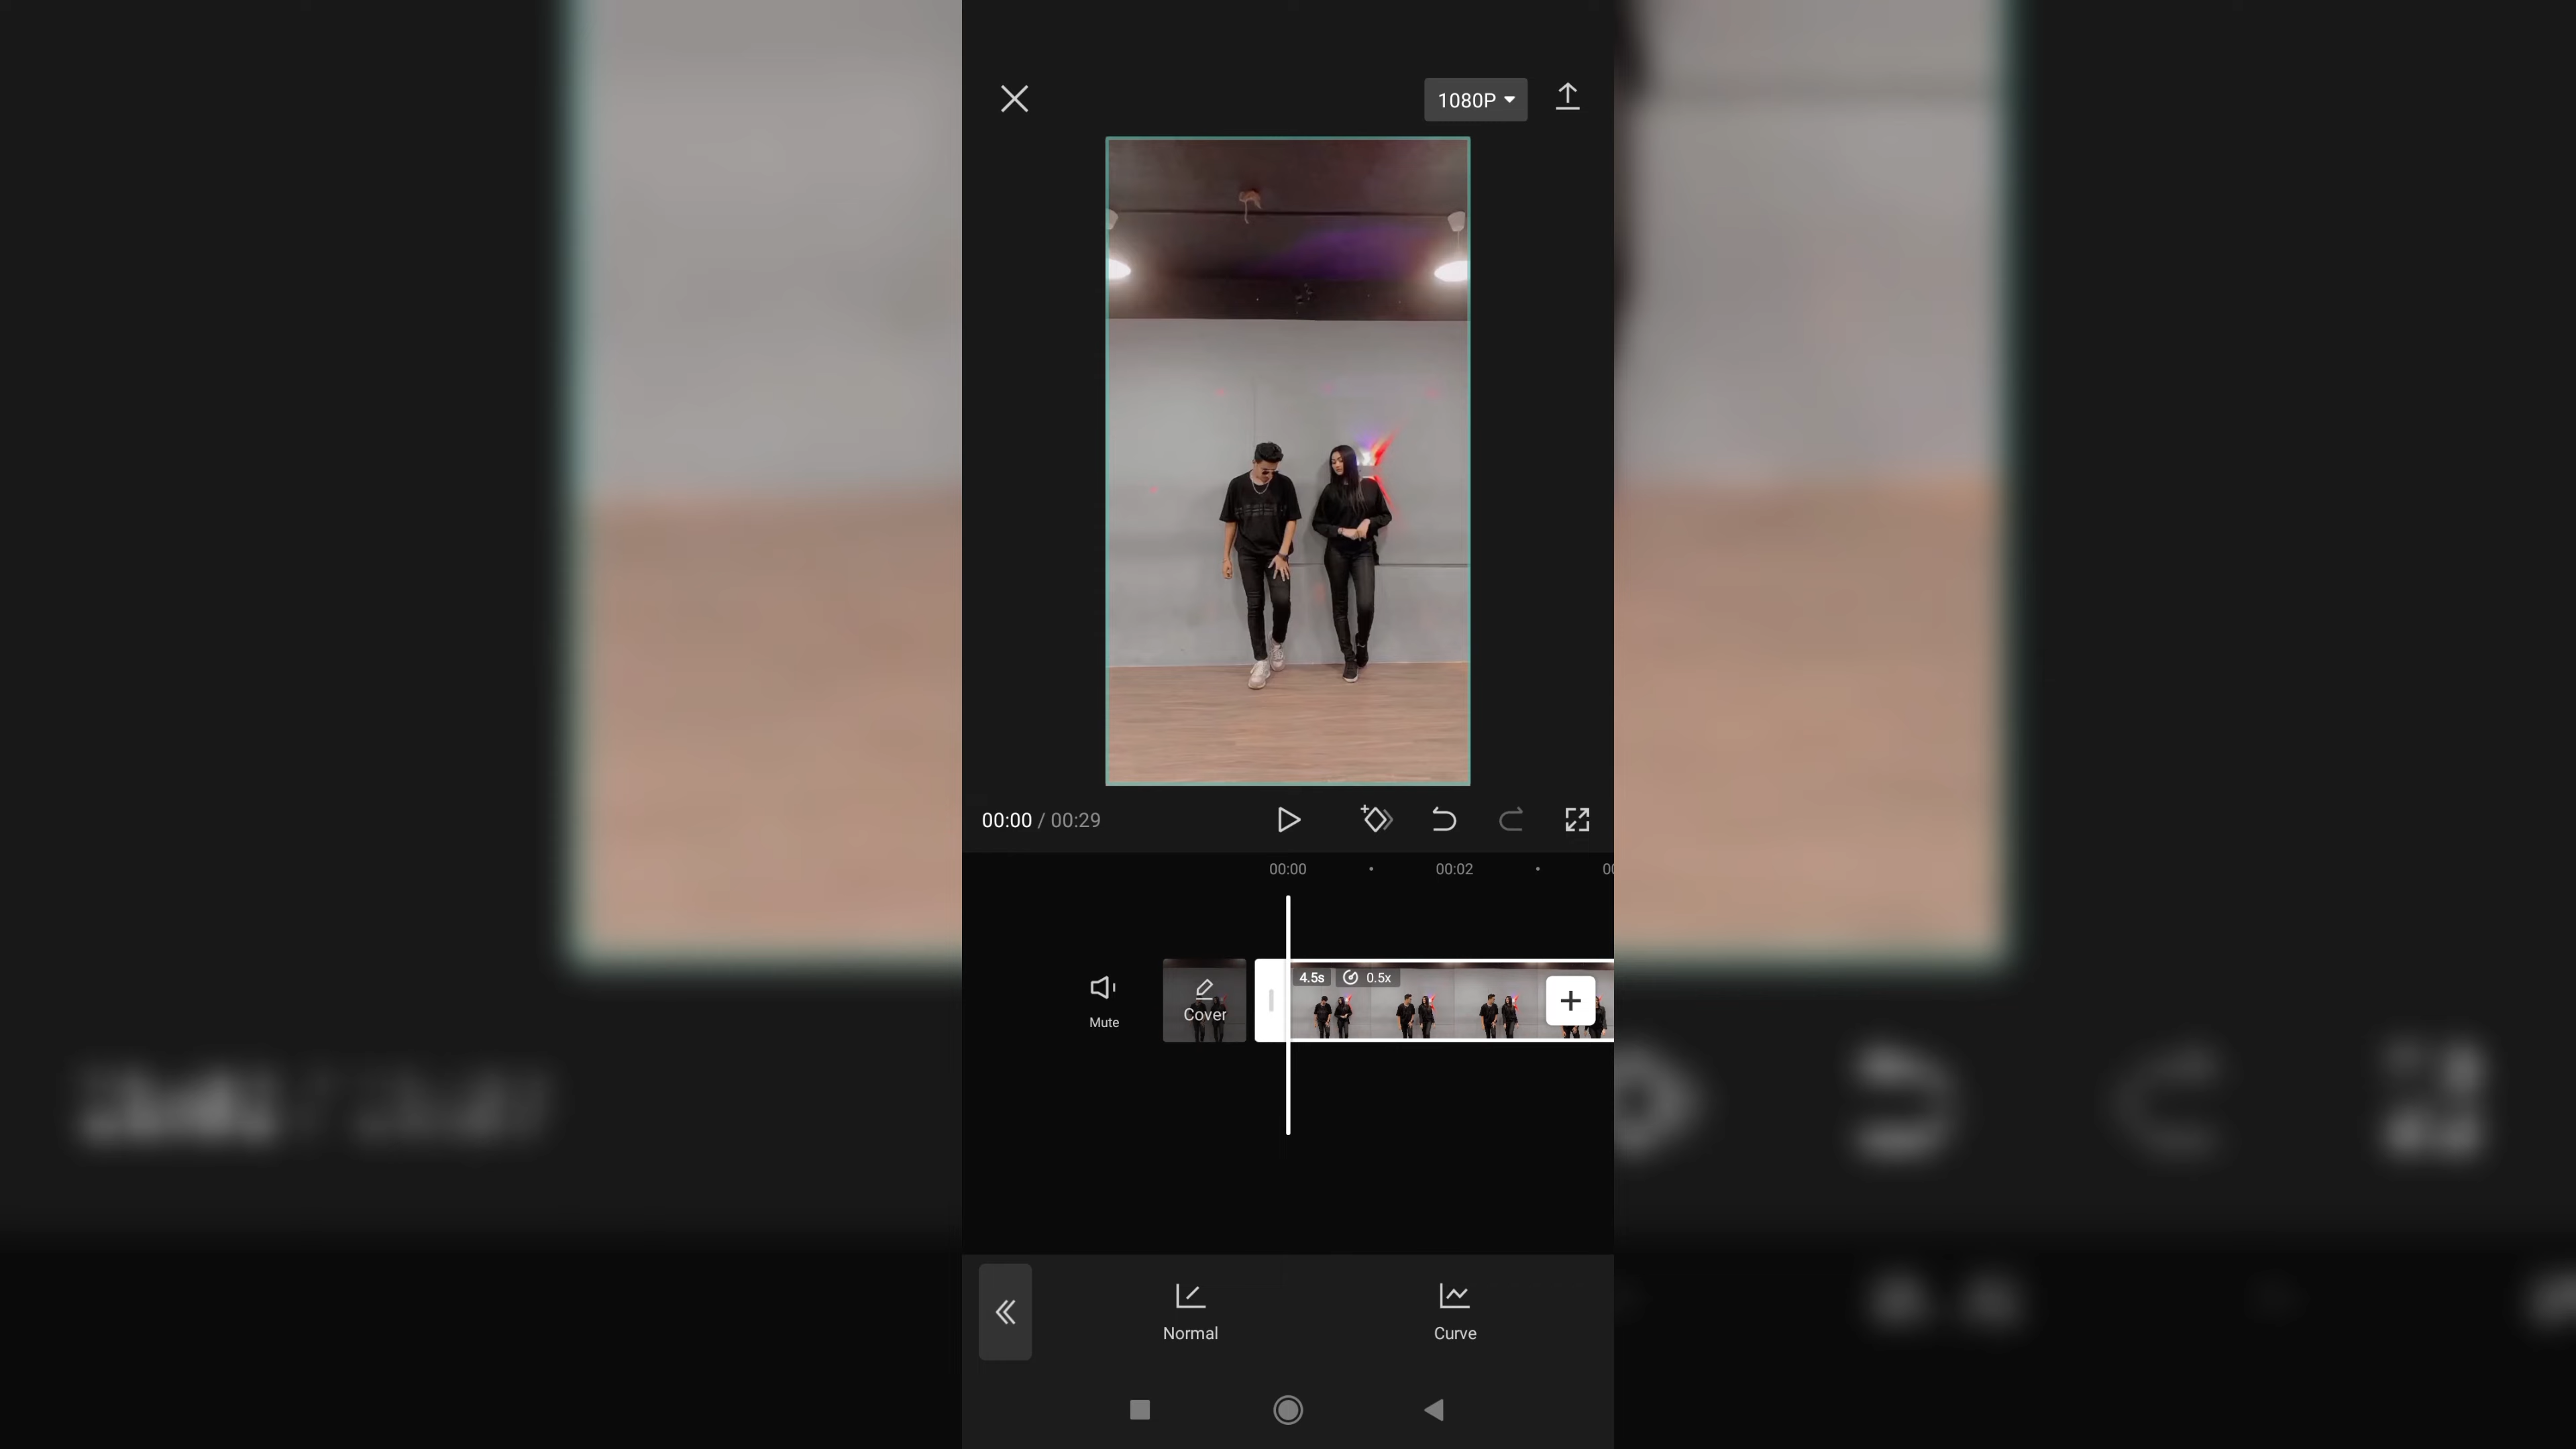 1080P
00:00 / 00:29
00:00 • 00:02 •
4.5s 0.5x
Cover
Mute
Normal
Curve